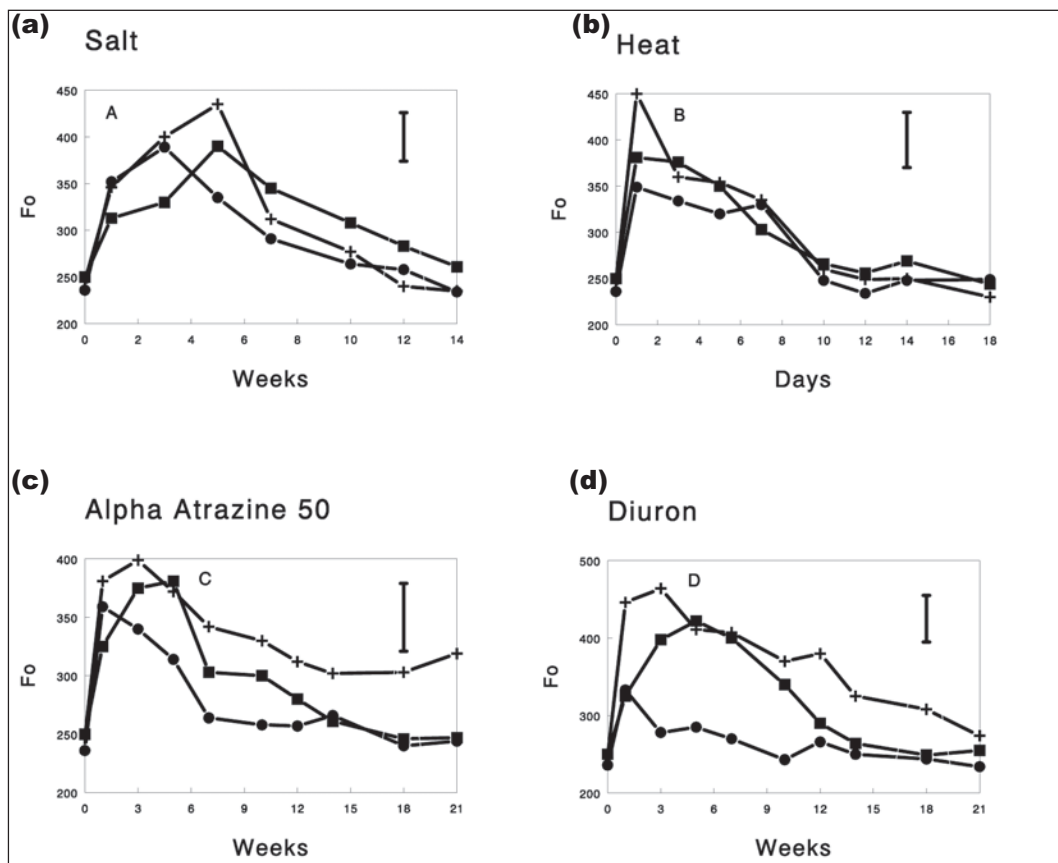 (a)
Salt
A
450
400
350
300
250
200
Fo
0 2 4 6 8 10 12 14
Weeks
(b)
Heat
B
450
400
350
300
250
200
Fo
0 2 4 6 8 10 12 14 16 18
Days
(c)
Alpha Atrazine 50
C
400
350
300
250
200
Fo
0 3 6 9 12 15 18 21
Weeks
(d)
Diuron
D
500
400
300
200
Fo
0 3 6 9 12 15 18 21
Weeks